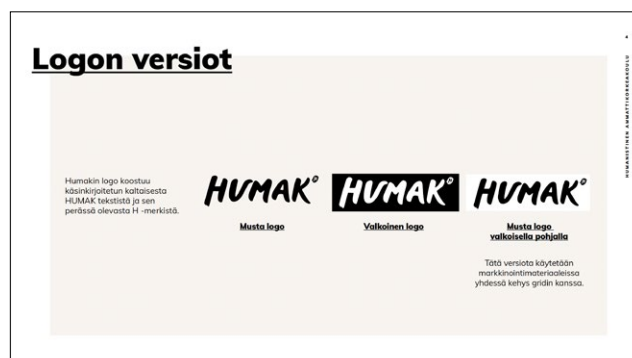 4
HUMANISTINEN AMMATTIKORKEAKOULU
Logon versiot
Humakin logo koostuu
käsinkirjoitetun kaltaisesta
HUMAK tekstistä ja sen
perässä olevasta H -merkistä.
HUMAK H
Musta logo
HUMAK H
Valkoinen logo
HUMAK H
Musta logo
valkoisella pohjalla
Tätä versiota käytetään
markkinointimateriaaleissa
yhdessä kehys gridin kanssa.